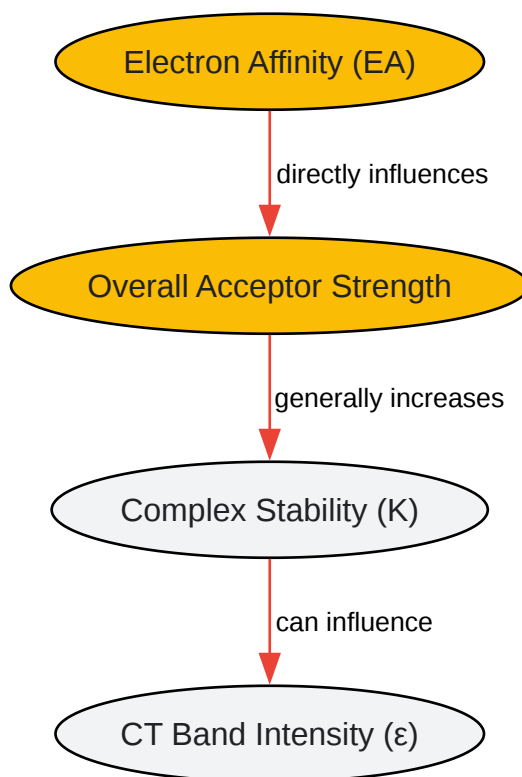 Electron Affinity (EA)
directly influences
Overall Acceptor Strength
generally increases
Complex Stability (K)
can influence
CT Band Intensity (ε)